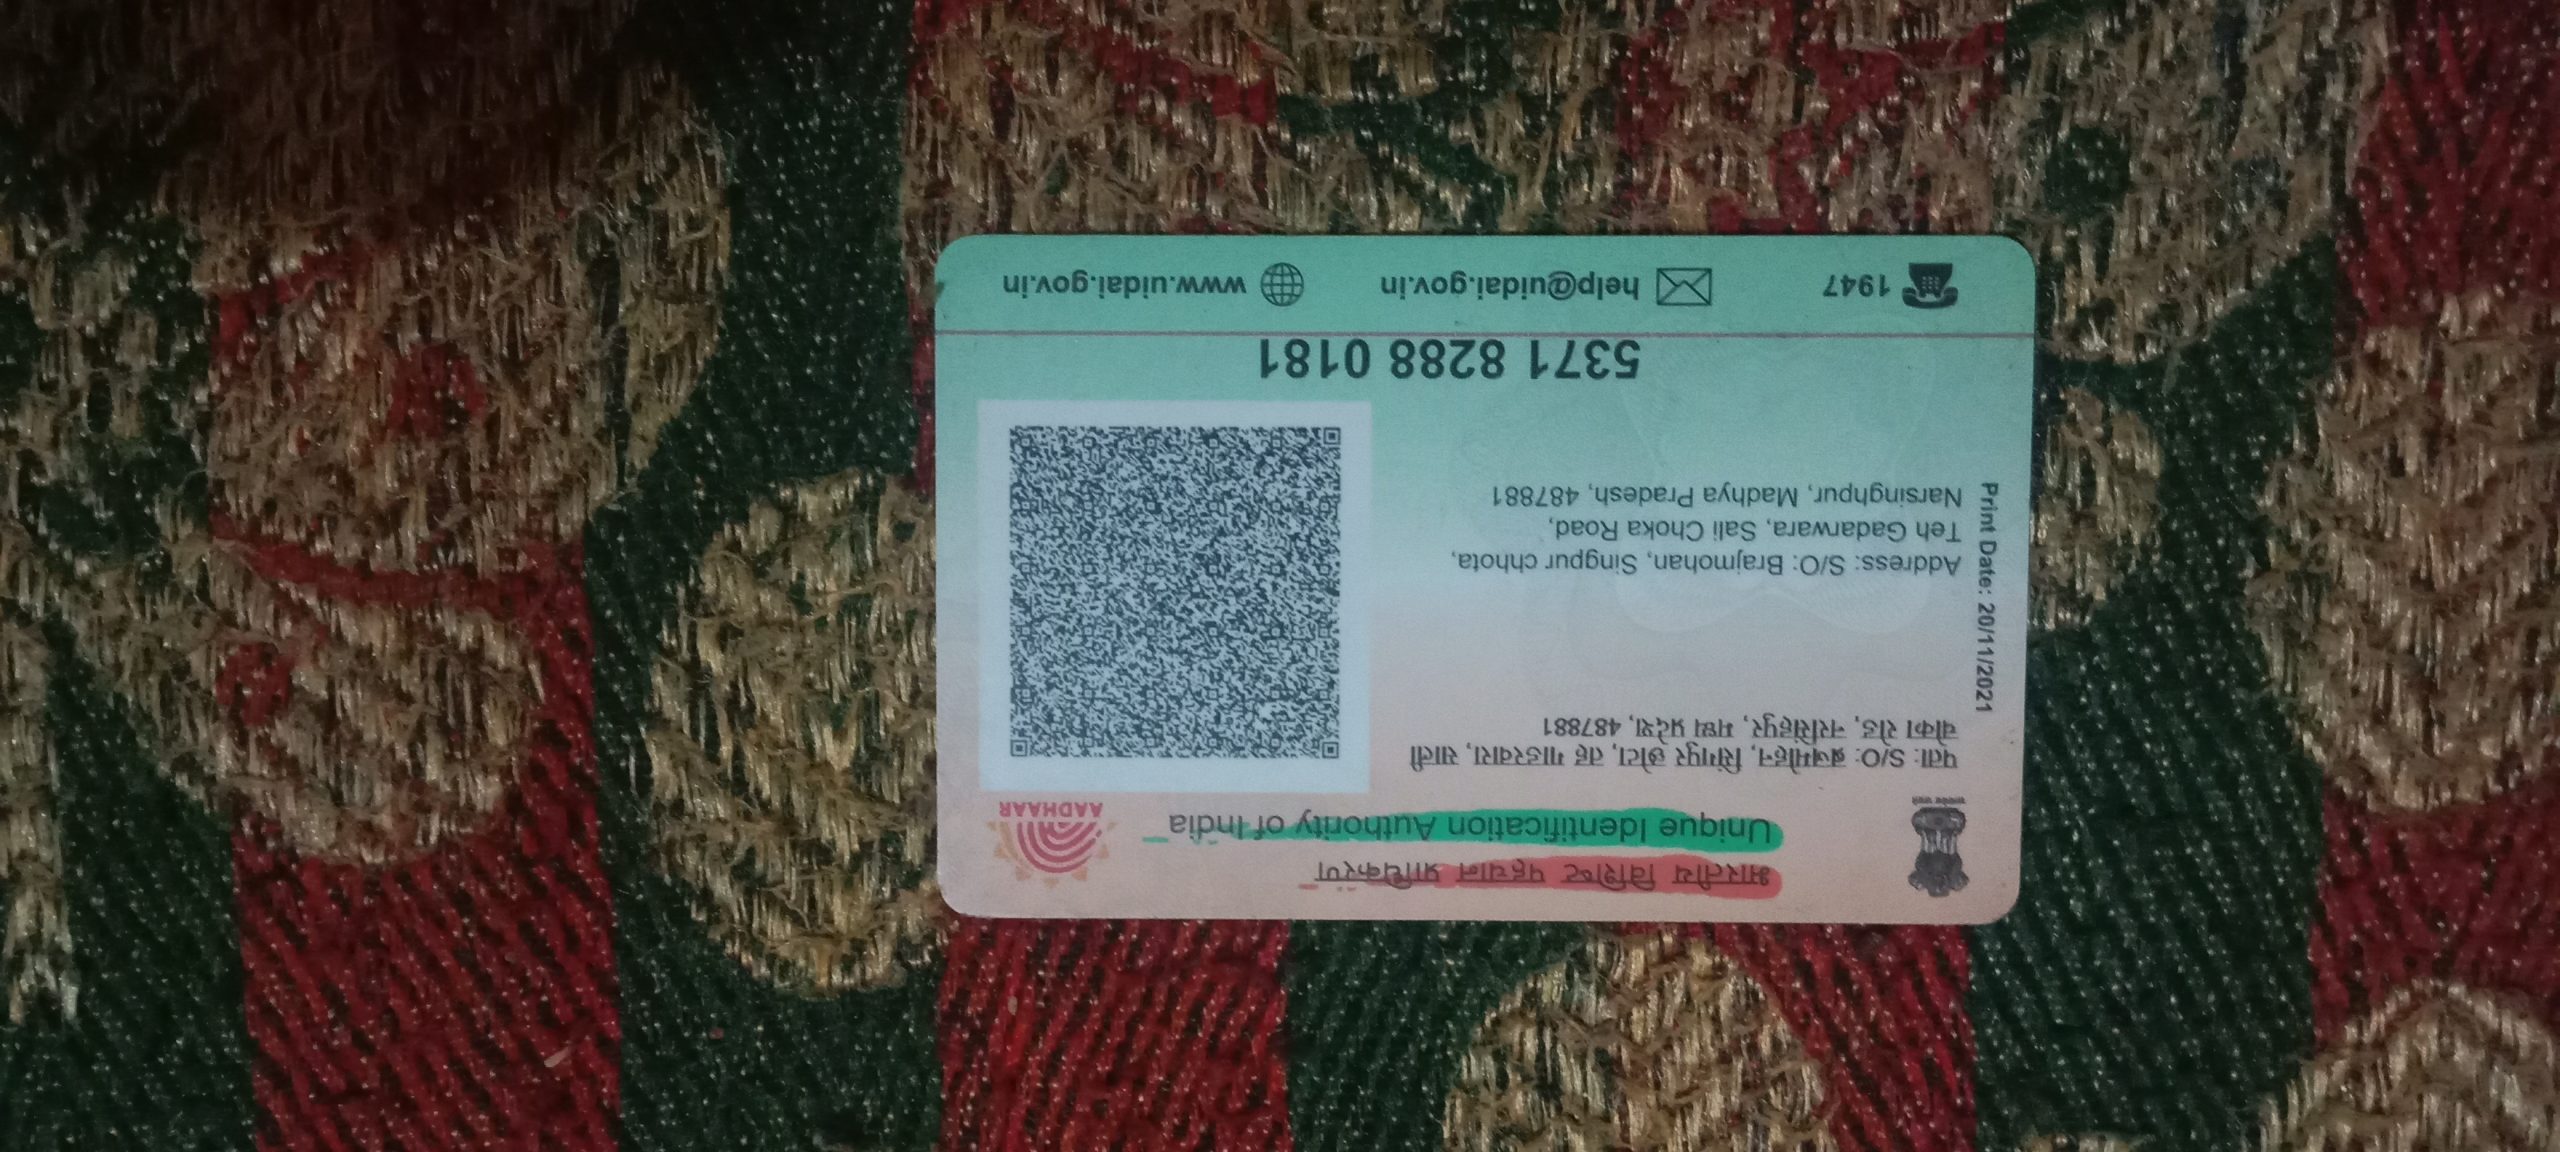 भारतीय विशिष्ट पहचान प्राधिकरण
Unique Identification Authority of India
AADHAAR
पता: S/O: ब्रजमोहन, सिंगपुर छोटा, तह गाडरवारा, साली
चोका रोड, नरसिंहपुर, मध्य प्रदेश, 487881
Print Date: 20/11/2021
Address: S/O: Brajmohan, Singpur chhota,
Teh Gadarwara, Sali Choka Road,
Narsinghpur, Madhya Pradesh, 487881
5371 8288 0181
1947 help@uidai.gov.in www.uidai.gov.in